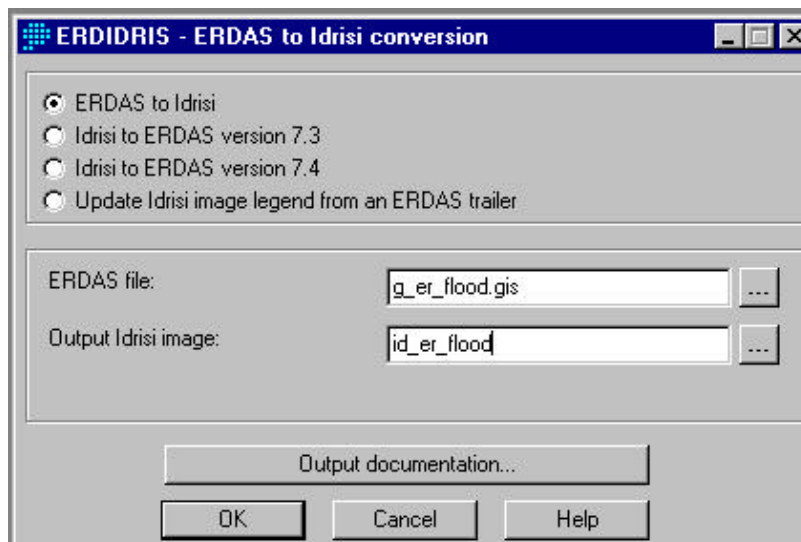 ERDIDRIS - ERDAS to Idrisi conversion
ERDAS to Idrisi
Idrisi to ERDAS version 7.3
Idrisi to ERDAS version 7.4
Update Idrisi image legend from an ERDAS trailer
ERDAS file:
g_er_flood.gis
...
Output Idrisi image:
id_er_flood
...
Output documentation...
OK
Cancel
Help